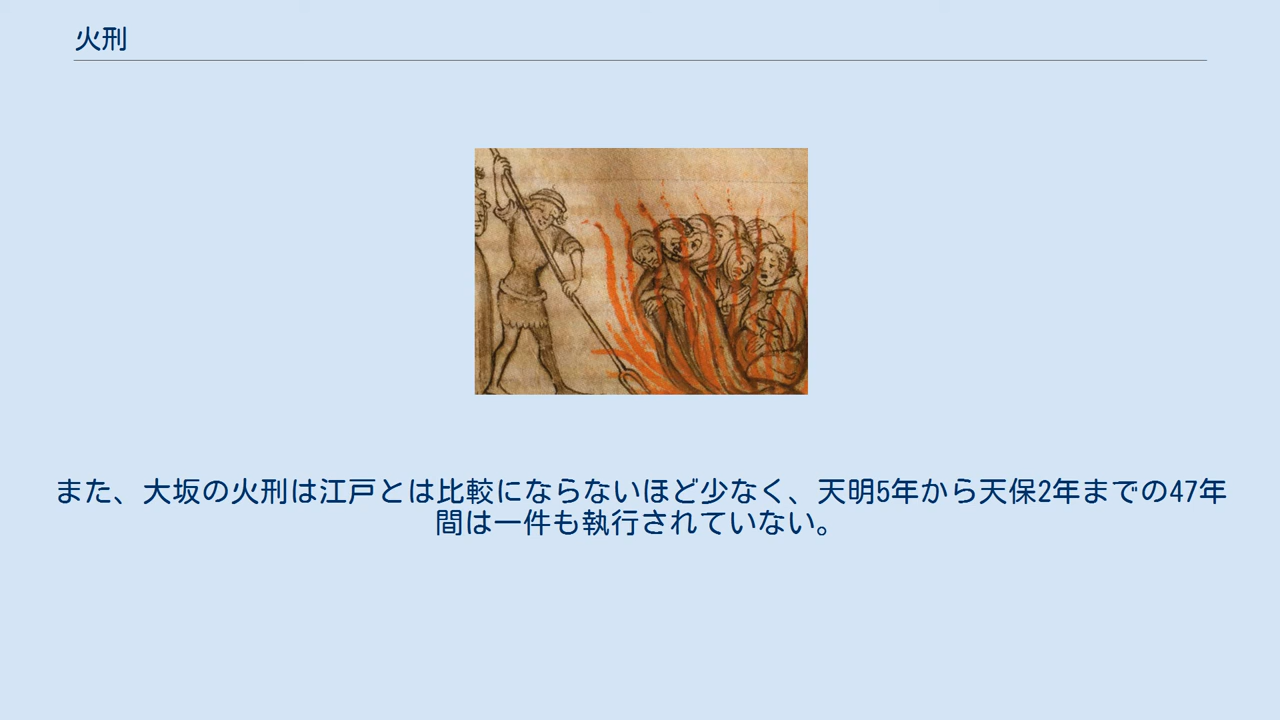 火刑
また、大坂の火刑は江戸とは比較にならないほど少なく、天明5年から天保2年までの47年
間は一件も執行されていない。